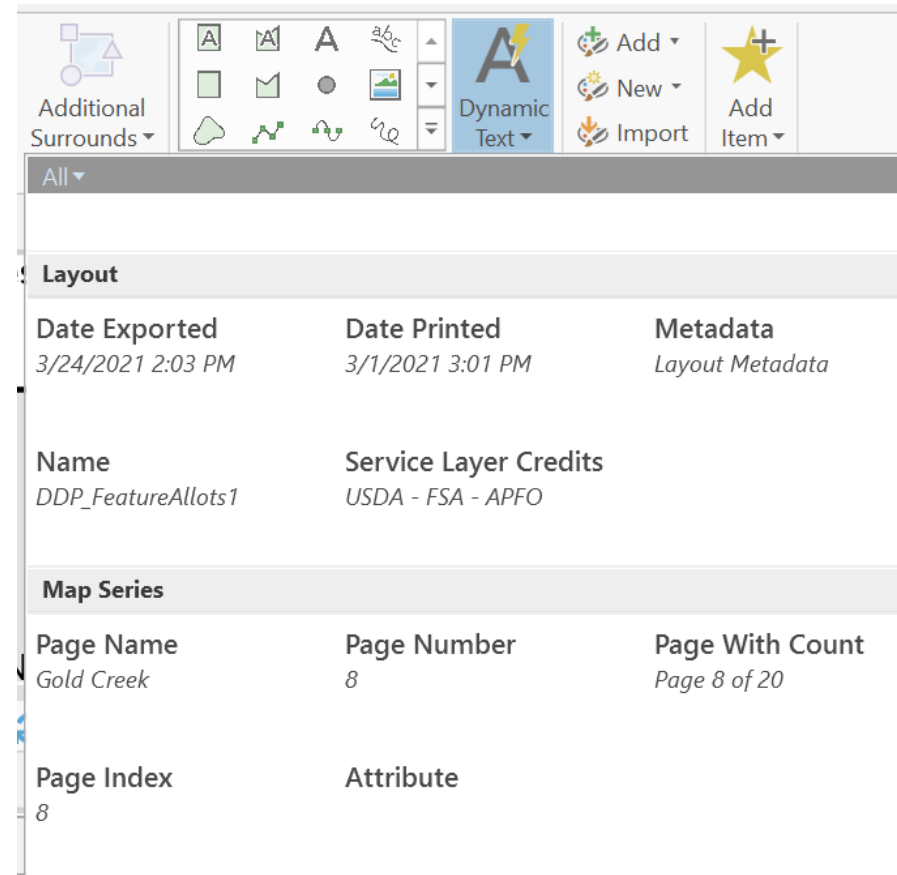 A A A abc
Additional
Surrounds
Dynamic
Text
Add
New
Import
Add
Item
All
Layout
Date Exported Date Printed Metadata
3/24/2021 2:03 PM 3/1/2021 3:01 PM Layout Metadata
Name Service Layer Credits
DDP_FeatureAllots1 USDA - FSA - APFO
Map Series
Page Name Page Number Page With Count
Gold Creek 8 Page 8 of 20
Page Index Attribute
8